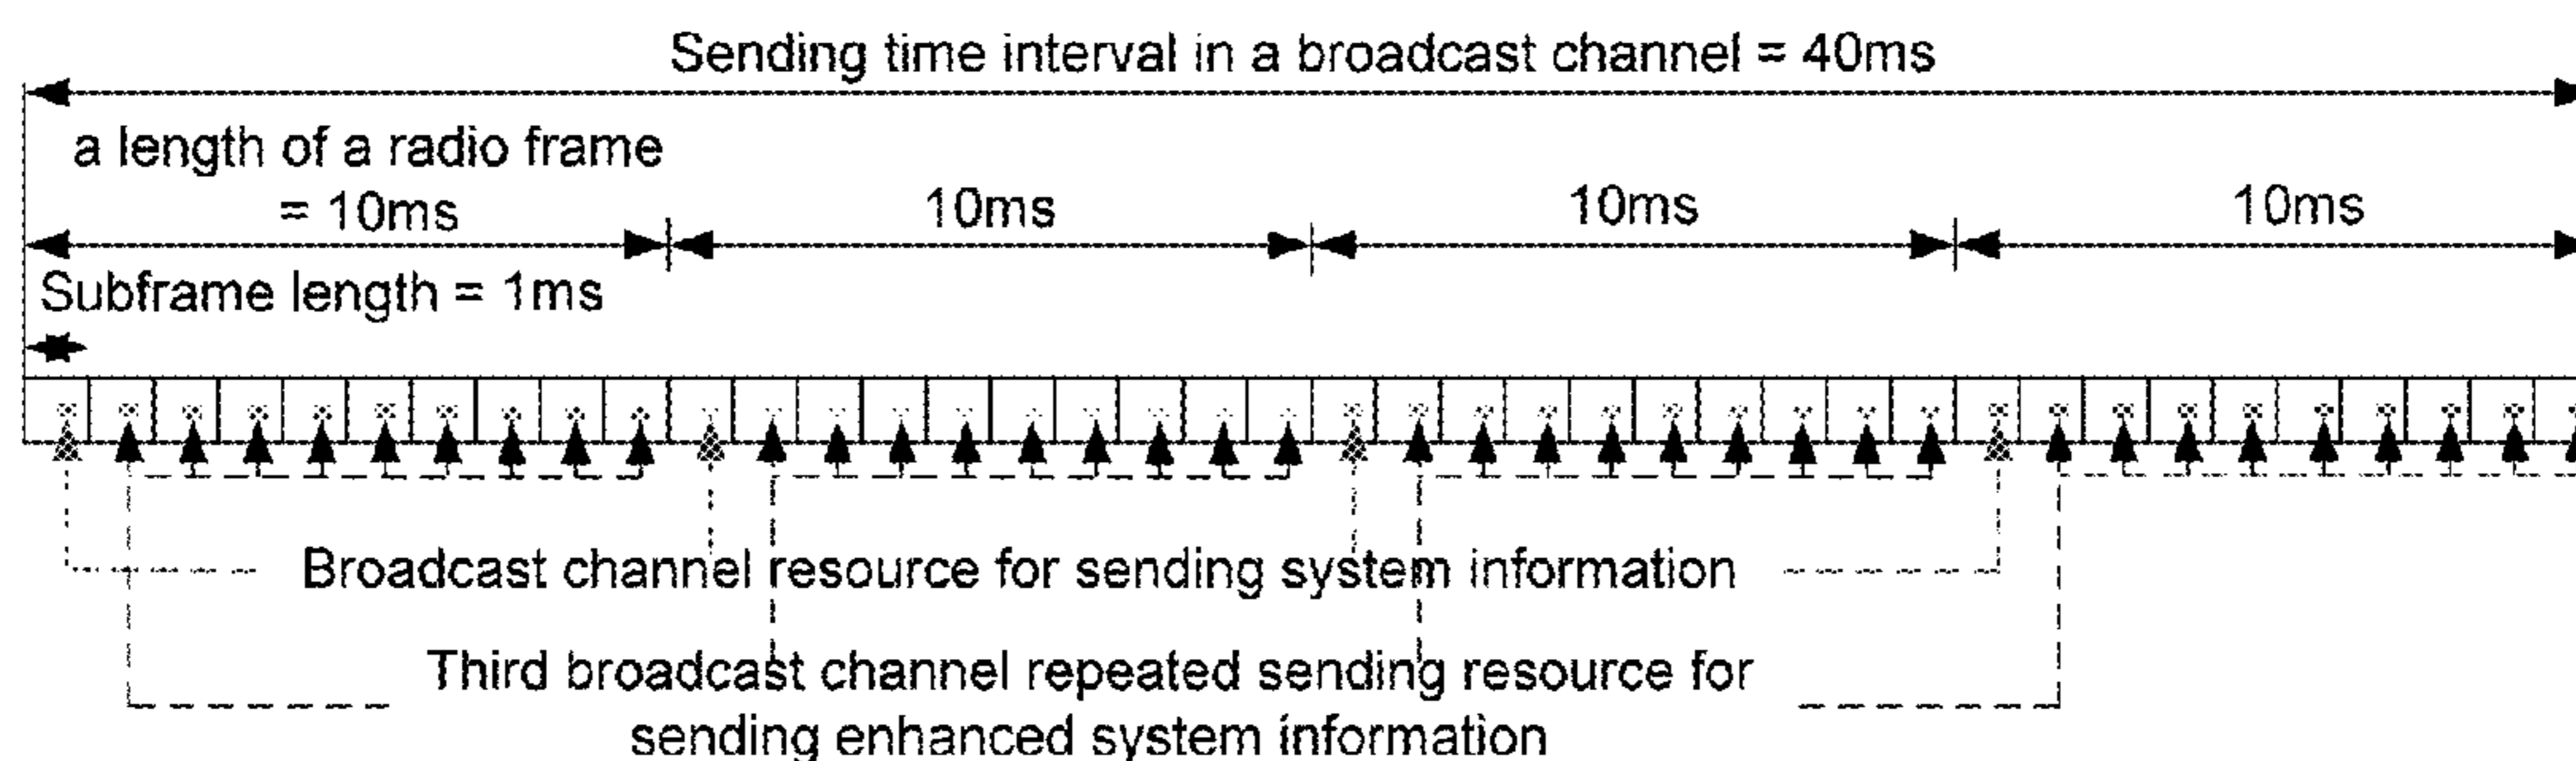 Sending time interval in a broadcast channel = 40ms
a length of a radio frame
= 10ms
10ms
10ms
10ms
Subframe length = 1ms
Broadcast channel resource for sending system information
Third broadcast channel repeated sending resource for
sending enhanced system information